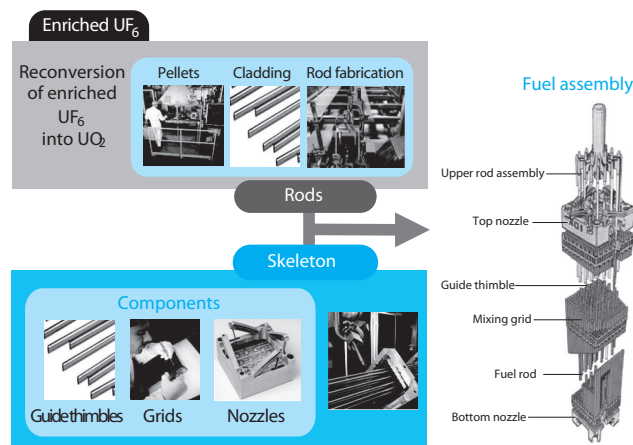 Enriched UF6
Reconversion
of enriched
UF6
into UO2
Pellets
Cladding
Rod fabrication
Rods
Skeleton
Components
Guide thimbles
Grids
Nozzles
Fuel assembly
Upper rod assembly
Top nozzle
Guide thimble
Mixing grid
Fuel rod
Bottom nozzle